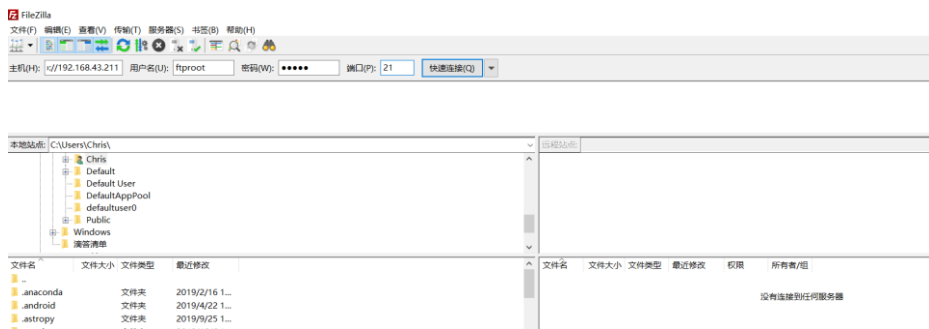 FileZilla
文件(F) 编辑(E) 查看(V) 传输(T) 服务器(S) 书签(B) 帮助(H)
主机(H): ://192.168.43.211 用户名(U): ftproot 密码(W): ●●●●● 端口(P): 21 快速连接(Q)
本地站点: C:\Users\Chris\ 远程站点:
Chris
Default
Default User
DefaultAppPool
defaultuser0
Public
Windows
滴答清单
文件名 文件大小 文件类型 最近修改 文件名 文件大小 文件类型 最近修改 权限 所有者/组
..
.anaconda 文件夹 2019/2/16 1... 没有连接到任何服务器
.android 文件夹 2019/4/22 1...
.astropy 文件夹 2019/9/25 1...